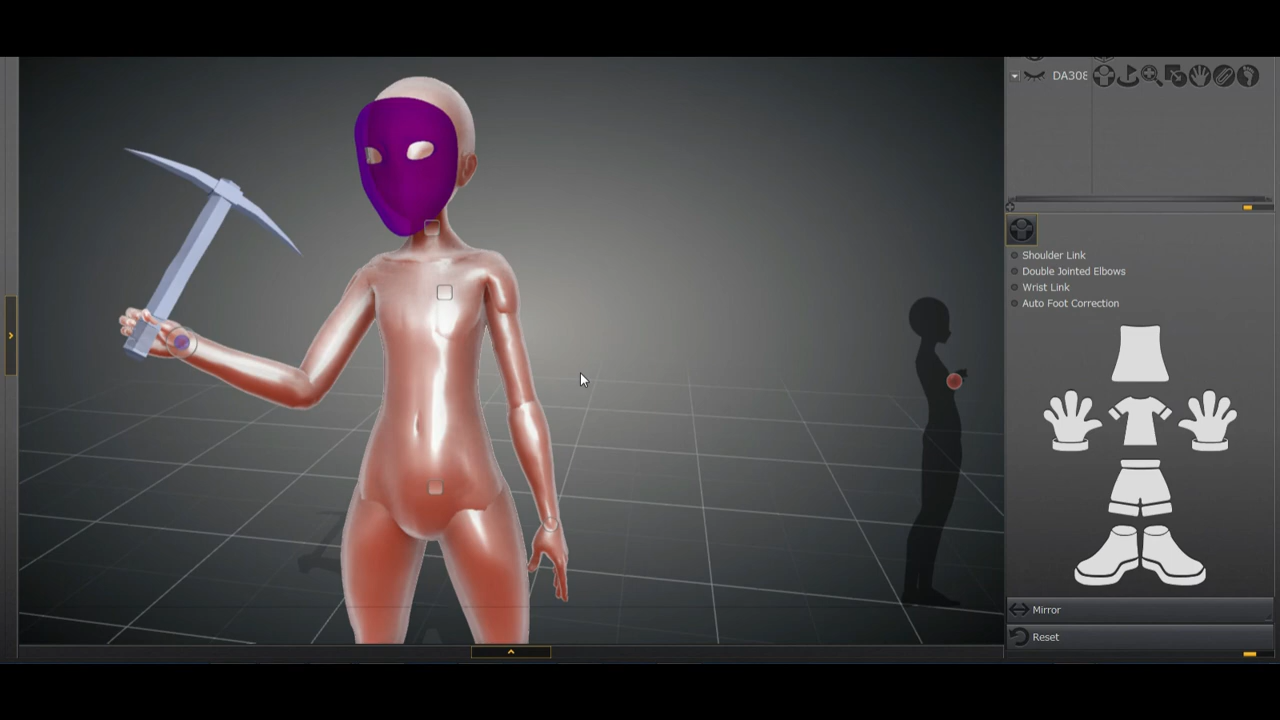 DA308
Shoulder Link
Double Jointed Elbows
Wrist Link
Auto Foot Correction
Mirror
Reset